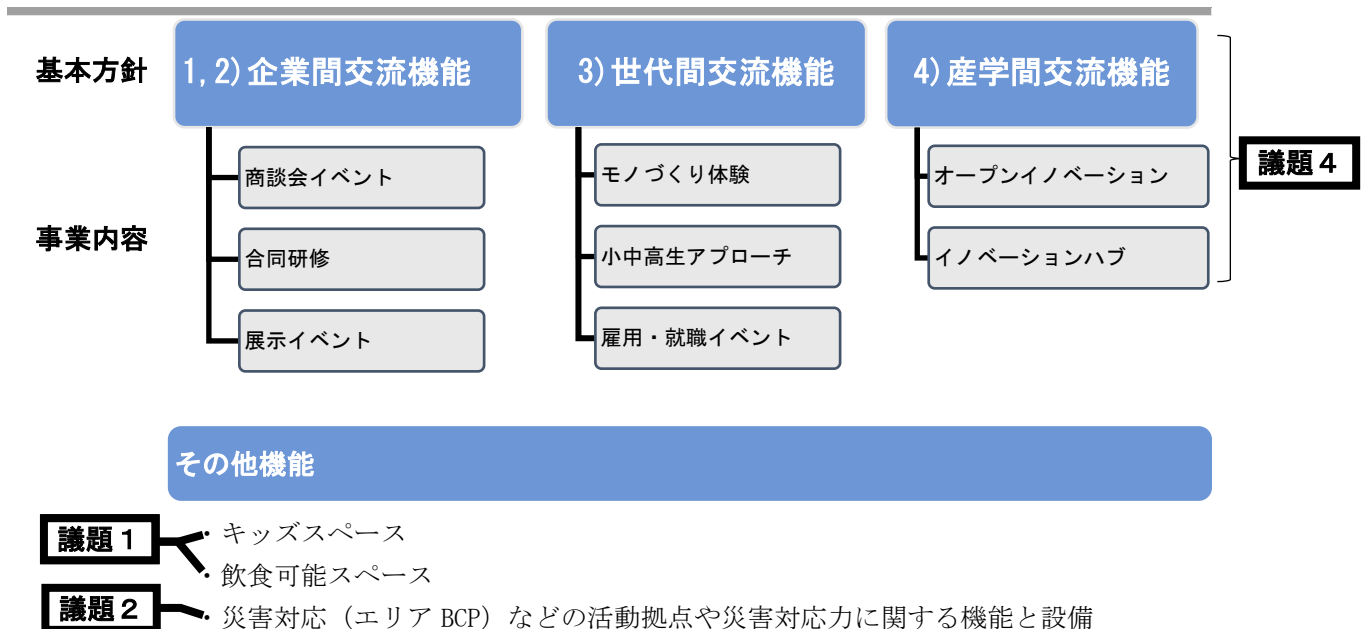 基本方針
1,2)企業間交流機能
3)世代間交流機能
4)産学間交流機能
議題４
事業内容
商談会イベント
合同研修
展示イベント
モノづくり体験
小中高生アプローチ
雇用・就職イベント
オープンイノベーション
イノベーションハブ
その他機能
議題１
・キッズスペース
・飲食可能スペース
議題２
・災害対応（エリア BCP）などの活動拠点や災害対応力に関する機能と設備